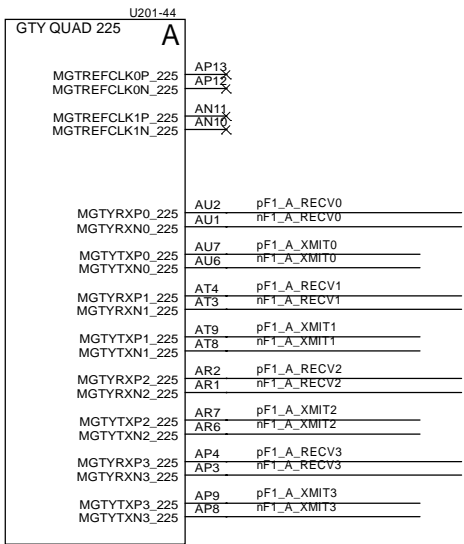 U201-44
GTY QUAD 225 A
MGTREFCLK0P_225 AP13
MGTREFCLK0N_225 AP12
MGTREFCLK1P_225 AN11
MGTREFCLK1N_225 AN10
MGTYRXP0_225 AU2 pF1_A_RECV0
MGTYRXN0_225 AU1 nF1_A_RECV0
MGTYTXP0_225 AU7 pF1_A_XMIT0
MGTYTXN0_225 AU6 nF1_A_XMIT0
MGTYRXP1_225 AT4 pF1_A_RECV1
MGTYRXN1_225 AT3 nF1_A_RECV1
MGTYTXP1_225 AT9 pF1_A_XMIT1
MGTYTXN1_225 AT8 nF1_A_XMIT1
MGTYRXP2_225 AR2 pF1_A_RECV2
MGTYRXN2_225 AR1 nF1_A_RECV2
MGTYTXP2_225 AR7 pF1_A_XMIT2
MGTYTXN2_225 AR6 nF1_A_XMIT2
MGTYRXP3_225 AP4 pF1_A_RECV3
MGTYRXN3_225 AP3 nF1_A_RECV3
MGTYTXP3_225 AP9 pF1_A_XMIT3
MGTYTXN3_225 AP8 nF1_A_XMIT3